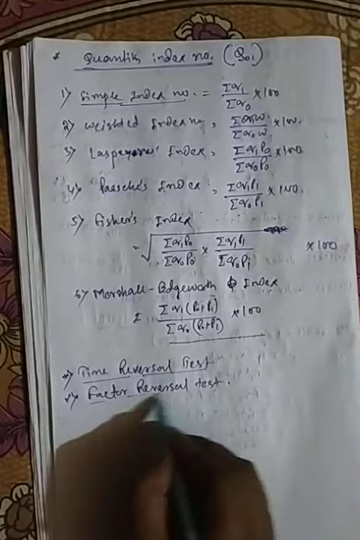 * Quantity index no. (Q₀₁)
1) Simple Index no. = Σq₁/Σq₀ × 100
2) Weighted Index no. = Σq₁w/Σq₀w × 100.
3) Laspeyres' Index = Σq₁P₀/Σq₀P₀ × 100
4) Paasche's Index = Σq₁P₁/Σq₀P₁ × 100.
5) Fisher's Index
= √(Σq₁P₀/Σq₀P₀ × Σq₁P₁/Σq₀P₁) × 100
6) Marshall-Edgeworth Index
= Σq₁(P₀+P₁)/Σq₀(P₀+P₁) × 100
*) Time Reversal Test
*) Factor Reversal test.